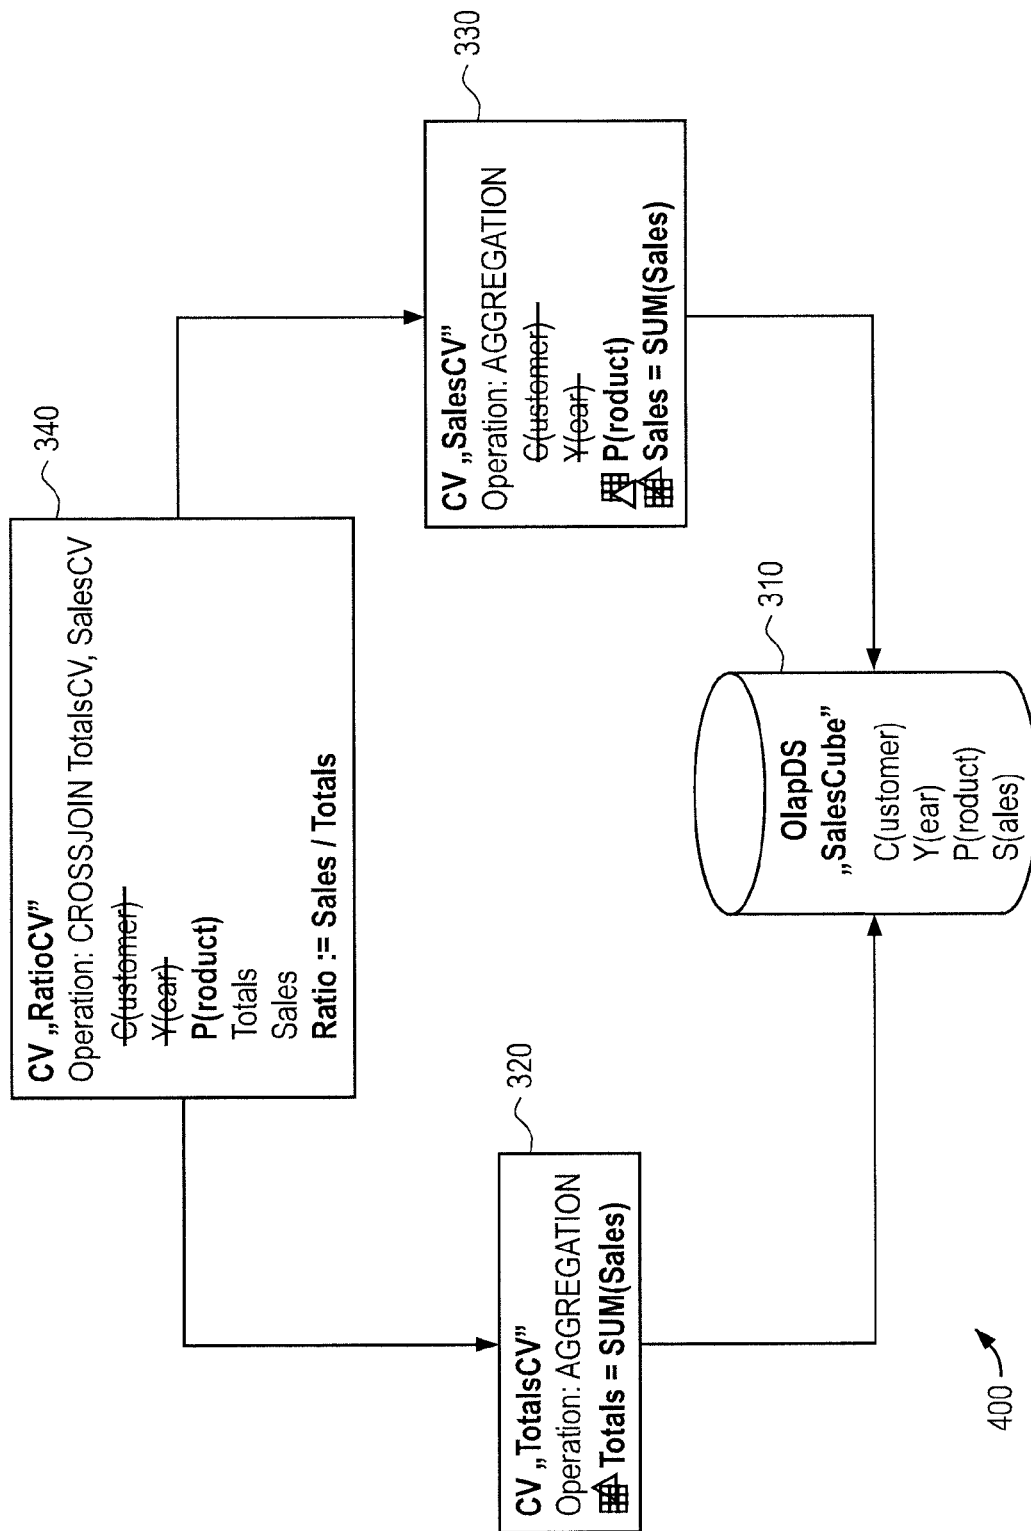 CV „RatioCV”
Operation: CROSSJOIN TotalsCV, SalesCV
C(ustomer)
Y(ear)
P(roduct)
Totals
Sales
Ratio := Sales / Totals
340
CV „TotalsCV”
Operation: AGGREGATION
Totals = SUM(Sales)
320
CV „SalesCV”
Operation: AGGREGATION
C(ustomer)
Y(ear)
P(roduct)
Sales = SUM(Sales)
330
OlapDS
„SalesCube”
C(ustomer)
Y(ear)
P(roduct)
S(ales)
310
400